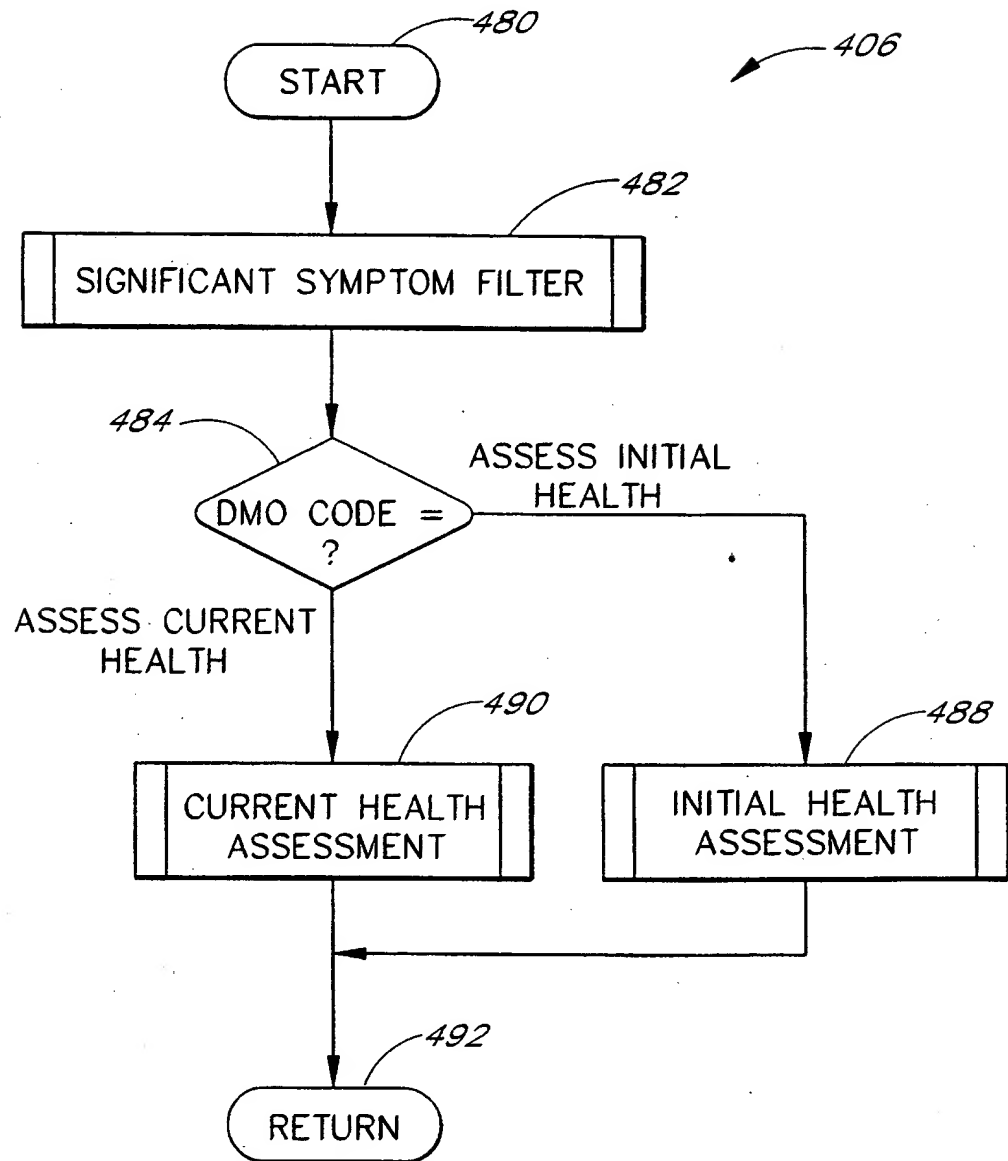 480
406
START
482
SIGNIFICANT SYMPTOM FILTER
484
ASSESS INITIAL
HEALTH
DMO CODE =
?
ASSESS CURRENT
HEALTH
490
488
CURRENT HEALTH
ASSESSMENT
INITIAL HEALTH
ASSESSMENT
492
RETURN